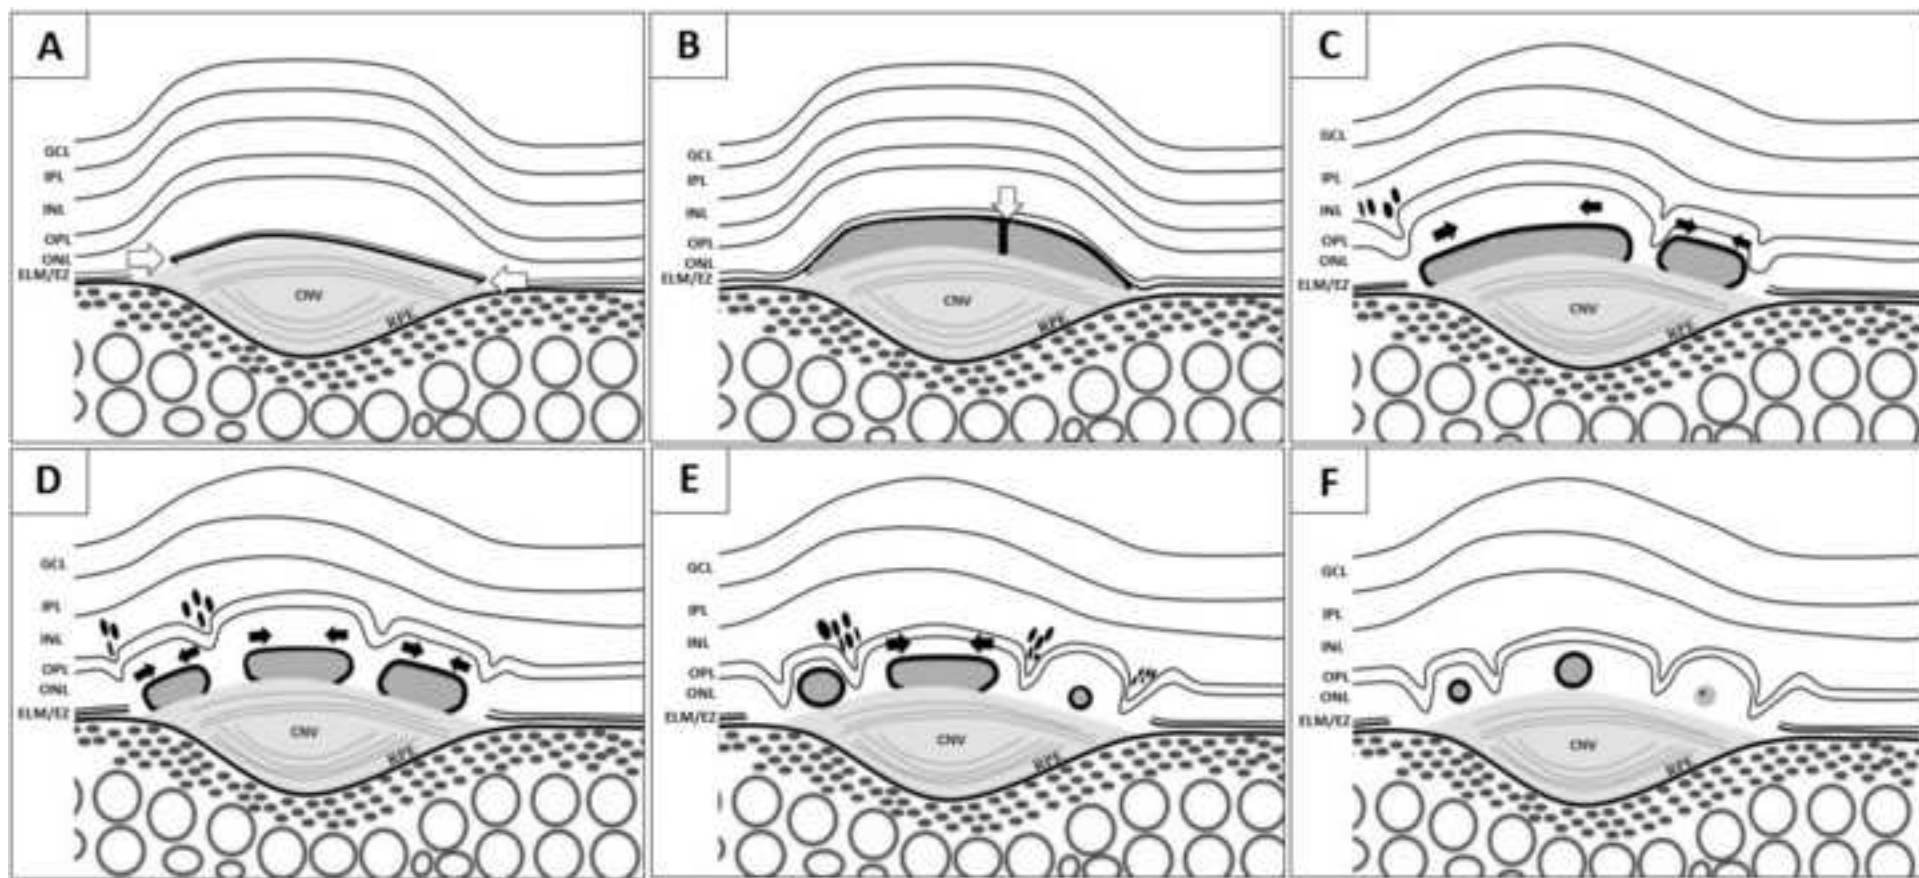 A
GCL
IPL
INL
OPL
ONL
ELM/EZ
CNV
RPE
B
GCL
IPL
INL
OPL
ONL
ELM/EZ
CNV
RPE
C
GCL
IPL
INL
OPL
ONL
ELM/EZ
CNV
RPE
D
GCL
IPL
INL
OPL
ONL
ELM/EZ
CNV
RPE
E
GCL
IPL
INL
OPL
ONL
ELM/EZ
CNV
RPE
F
GCL
IPL
INL
OPL
ONL
ELM/EZ
CNV
RPE